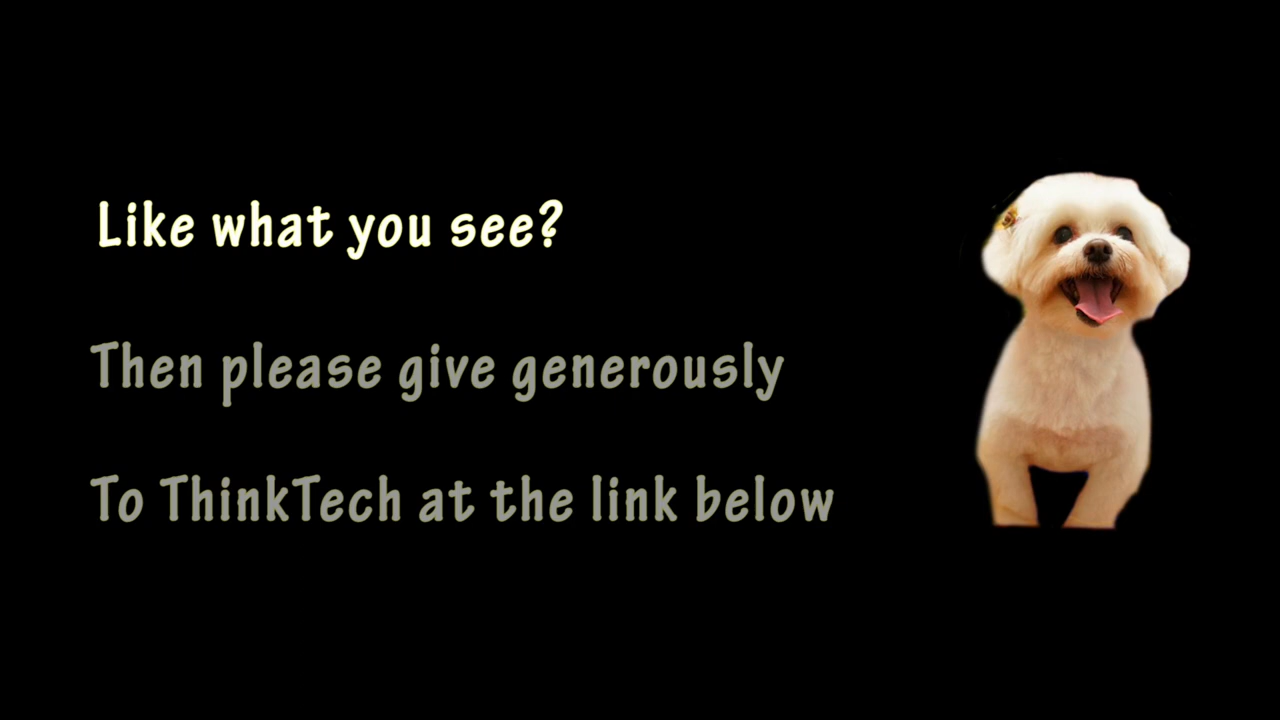 Like what you see?
Then please give generously
To ThinkTech at the link below